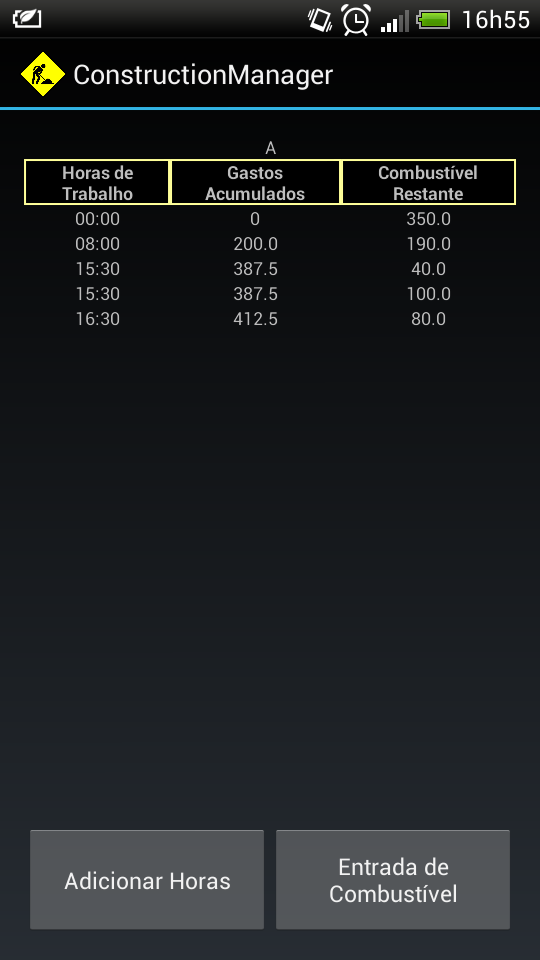 16h55
ConstructionManager
A
Horas de Trabalho Gastos Acumulados Combustível Restante
00:00 0 350.0
08:00 200.0 190.0
15:30 387.5 40.0
15:30 387.5 100.0
16:30 412.5 80.0
Adicionar Horas
Entrada de
Combustível